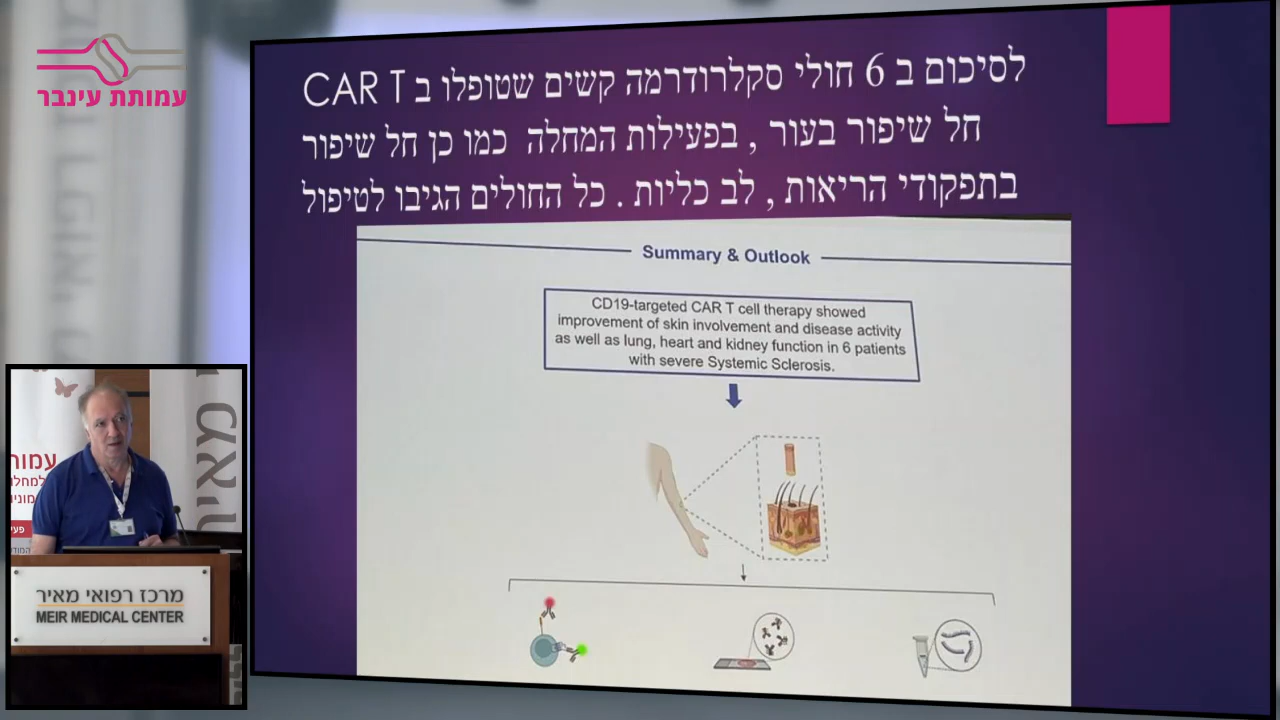 עמותת עינבר
לסיכום ב 6 חולי סקלרודרמה קשים שטופלו ב CAR T
חל שיפור בעור , בפעילות המחלה כמו כן חל שיפור
בתפקודי הריאות , לב כליות . כל החולים הגיבו לטיפול
Summary & Outlook
CD19-targeted CAR T cell therapy showed
improvement of skin involvement and disease activity
as well as lung, heart and kidney function in 6 patients
with severe Systemic Sclerosis.
מרכז רפואי מאיר
MEIR MEDICAL CENTER